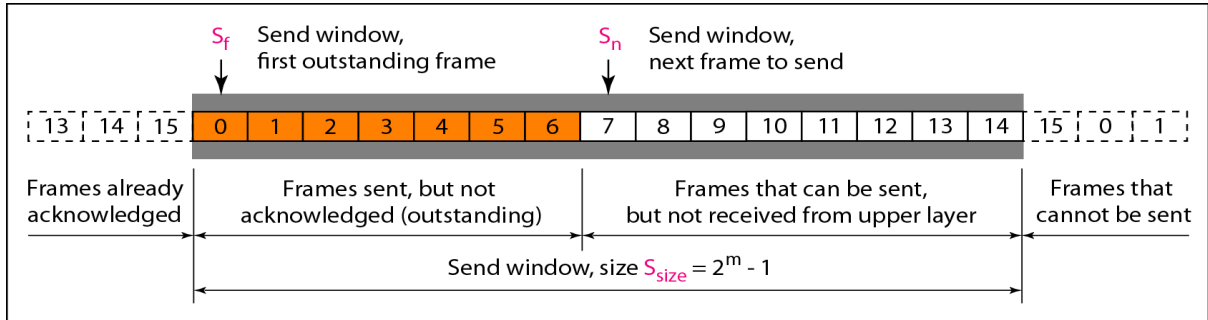 Sf Send window, first outstanding frame
Sn Send window, next frame to send
13 14 15 0 1 2 3 4 5 6 7 8 9 10 11 12 13 14 15 0 1
Frames already acknowledged
Frames sent, but not acknowledged (outstanding)
Frames that can be sent, but not received from upper layer
Frames that cannot be sent
Send window, size Ssize = 2^m - 1